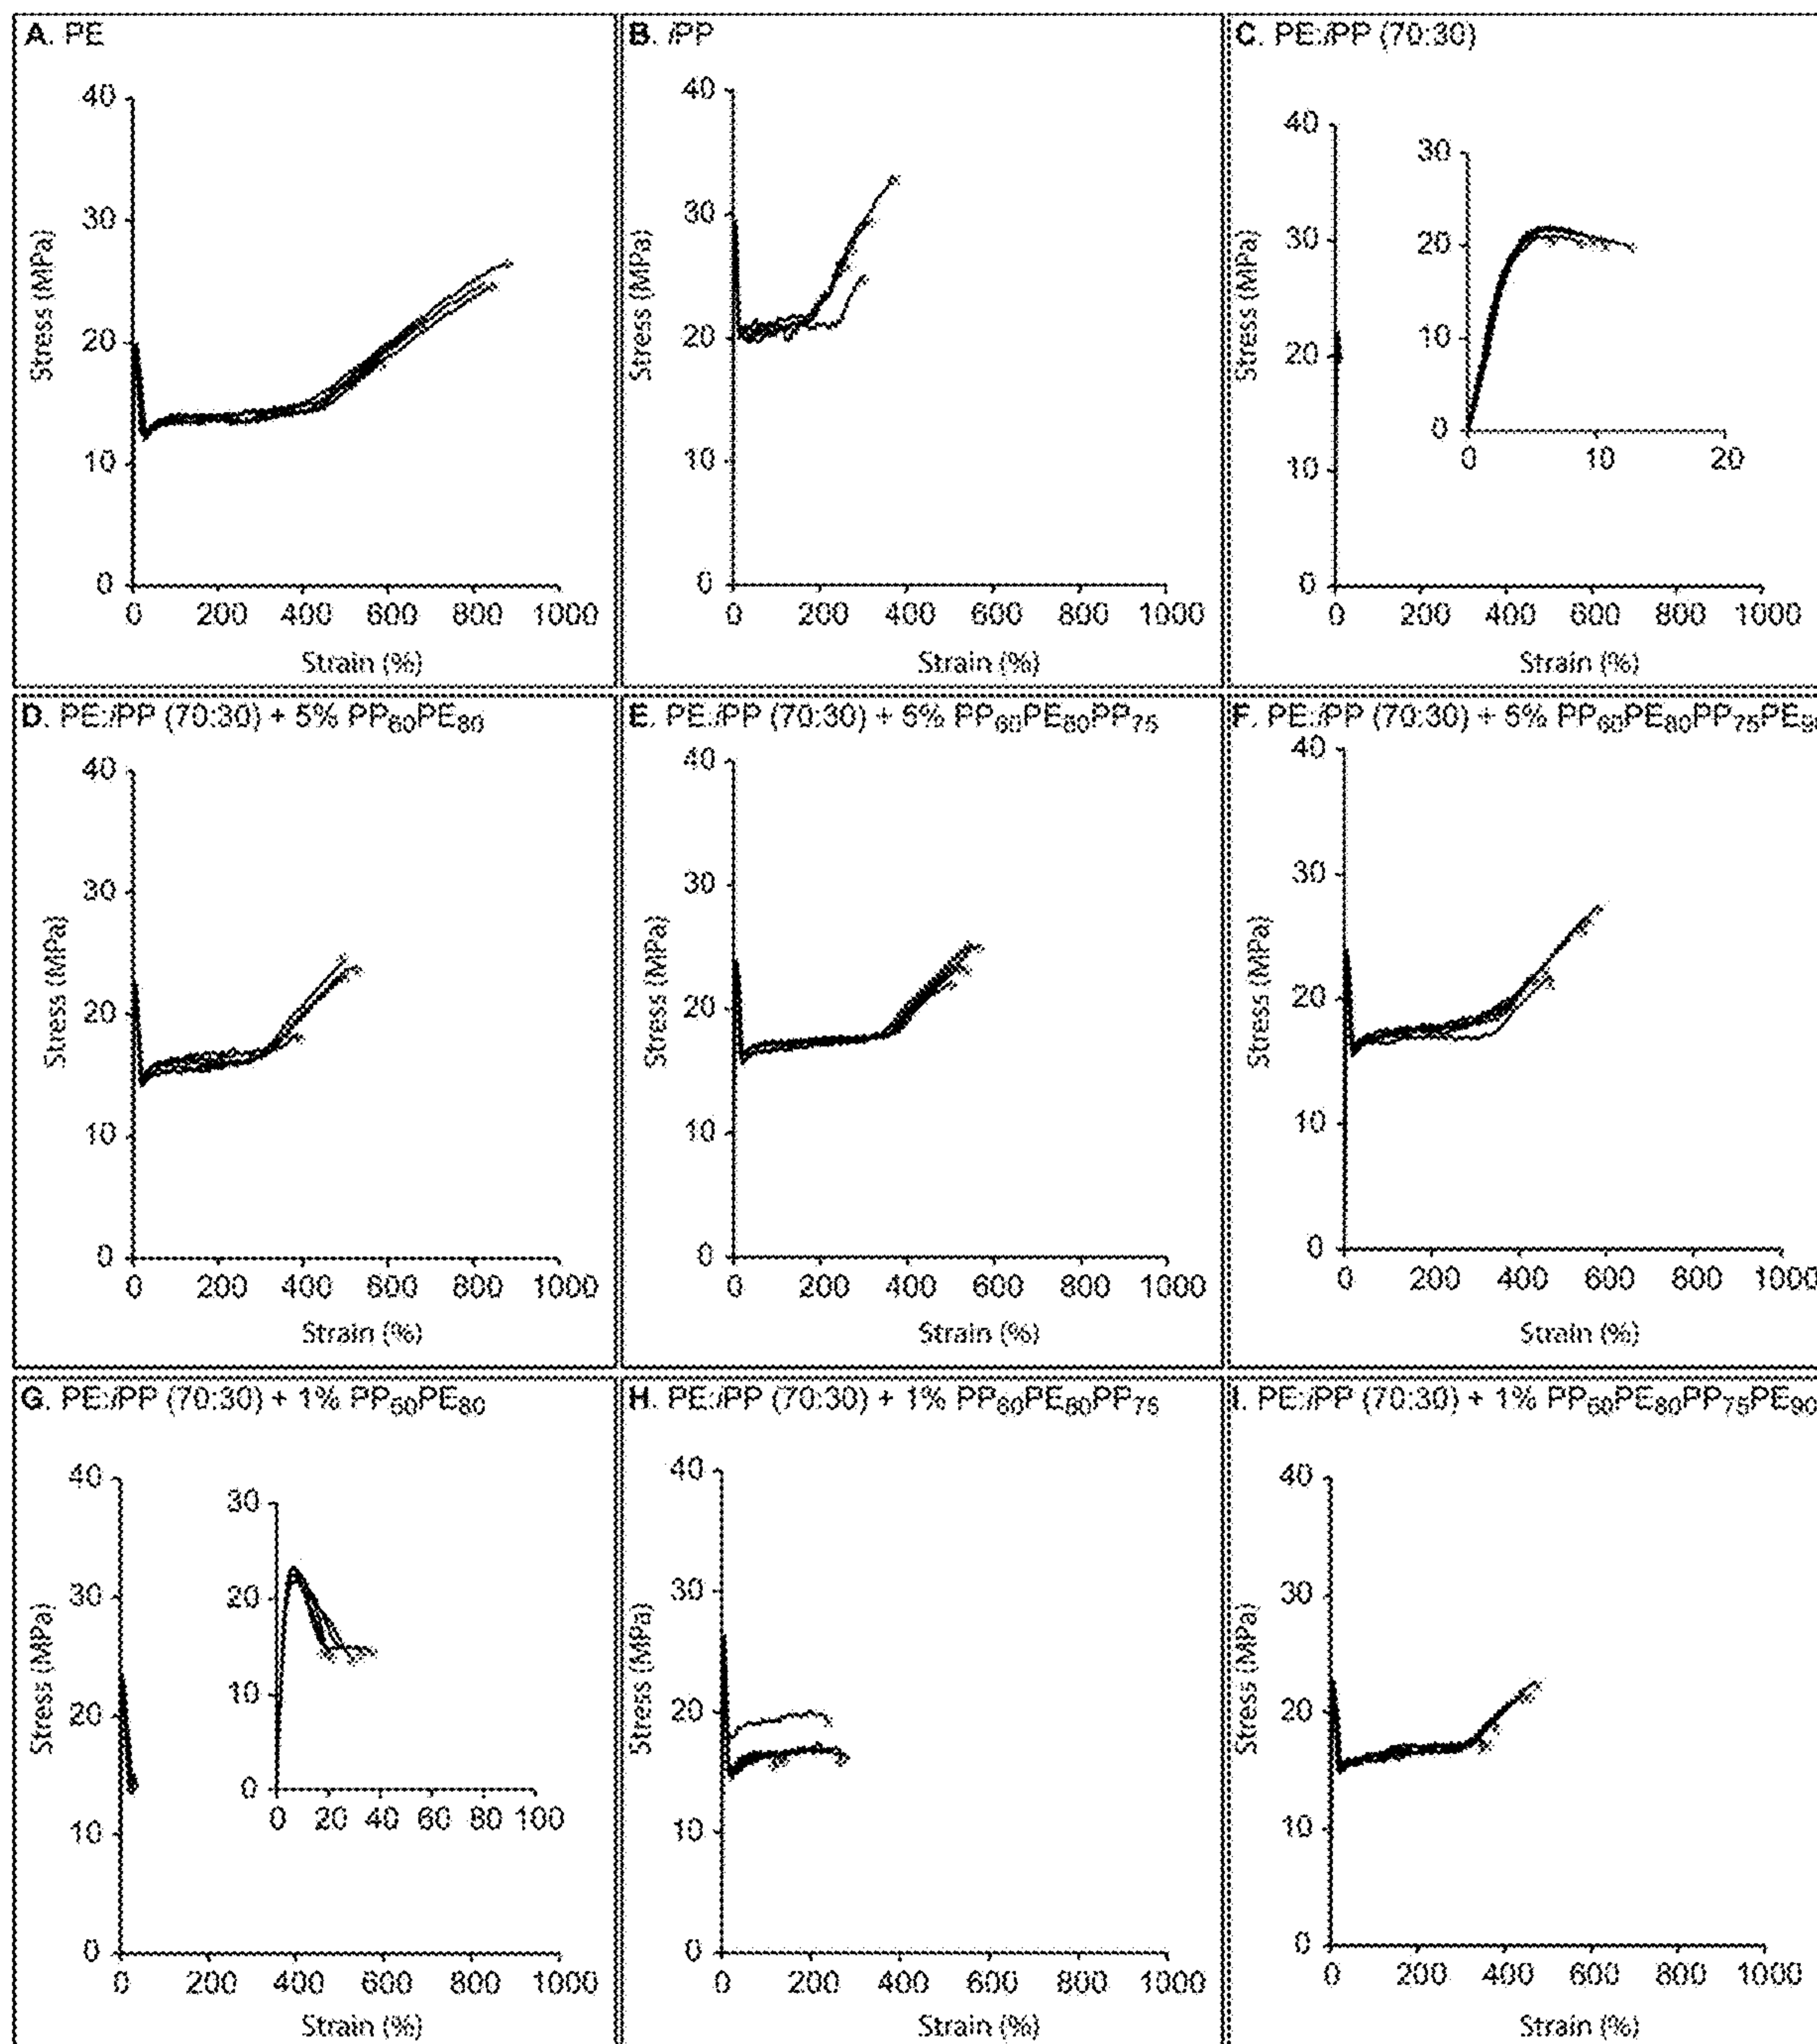 A. PE
40
30
20
10
0
0 200 400 600 800 1000
Stress (MPa)
Strain (%)
B. iPP
40
30
20
10
0
0 200 400 600 800 1000
Stress (MPa)
Strain (%)
C. PE:iPP (70:30)
40
30
20
10
0
0 200 400 600 800 1000
Stress (MPa)
Strain (%)
30
20
10
0
0 10 20
D. PE:iPP (70:30) + 5% PP₆₀PE₈₀
40
30
20
10
0
0 200 400 600 800 1000
Stress (MPa)
Strain (%)
E. PE:iPP (70:30) + 5% PP₆₀PE₈₀PP₇₅
40
30
20
10
0
0 200 400 600 800 1000
Stress (MPa)
Strain (%)
F. PE:iPP (70:30) + 5% PP₆₀PE₈₀PP₇₅PE₉₀
40
30
20
10
0
0 200 400 600 800 1000
Stress (MPa)
Strain (%)
G. PE:iPP (70:30) + 1% PP₆₀PE₈₀
40
30
20
10
0
0 200 400 600 800 1000
Stress (MPa)
Strain (%)
30
20
10
0
0 20 40 60 80 100
H. PE:iPP (70:30) + 1% PP₆₀PE₈₀PP₇₅
40
30
20
10
0
0 200 400 600 800 1000
Stress (MPa)
Strain (%)
I. PE:iPP (70:30) + 1% PP₆₀PE₈₀PP₇₅PE₉₀
40
30
20
10
0
0 200 400 600 800 1000
Stress (MPa)
Strain (%)